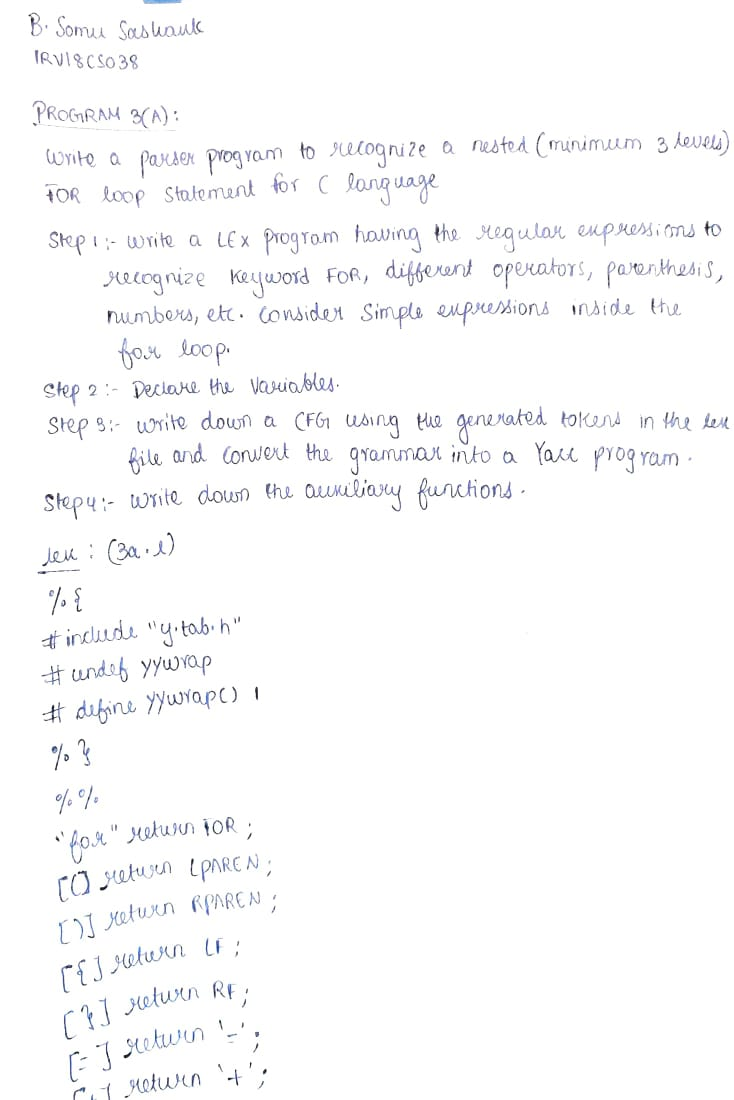 B. Somu Sashank
1RV18CS038
PROGRAM 3(A):
Write a parser program to recognize a nested (minimum 3 levels)
FOR loop statement for C language
Step 1:- Write a LEX program having the regular expressions to
recognize keyword FOR, different operators, parenthesis,
numbers, etc. Consider simple expressions inside the
for loop.
Step 2:- Declare the variables.
Step 3:- Write down a CFG using the generated tokens in the lex
file and convert the grammar into a Yacc program.
Step 4:- Write down the auxiliary functions.
lex : (3a.l)
%{
#include "y.tab.h"
#undef yywrap
#define yywrap() 1
%}
%%
"for" return FOR;
[(] return LPAREN;
[)] return RPAREN;
[{] return LF;
[}] return RF;
[=] return '=';
[+] return '+';